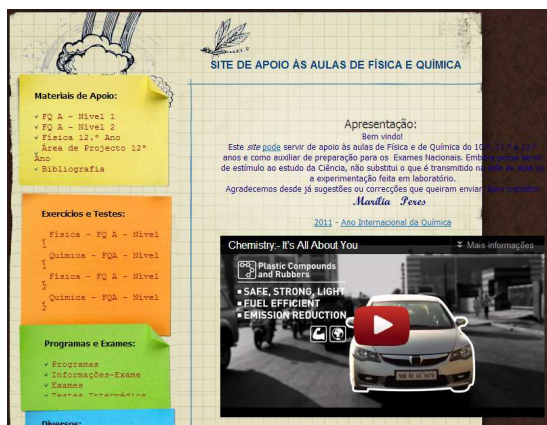 SITE DE APOIO ÀS AULAS DE FÍSICA E QUÍMICA
Materiais de Apoio:
FQ A - Nível 1
FQ A - Nível 2
Física 12.º Ano
Área de Projecto 12º
Ano
Bibliografia
Exercícios e Testes:
Física - FQ A - Nível
1
Química - FQA - Nível
1
Física - FQ A - Nível
2
Química - FQA - Nível
2
Programas e Exames:
Programas
Informações-Exame
Exames
Testes Intermédios
Diversos:
Apresentação:
Bem vindo!
Este site pode servir de apoio às aulas de Física e de Química do 10.º, 11.º e 12.º
anos e como auxiliar de preparação para os Exames Nacionais. Embora possa servir
de estímulo ao estudo da Ciência, não substitui o que é transmitido na sala de aula ou
a experimentação feita em laboratório.
Agradecemos desde já sugestões ou correcções que queiram enviar. Bom trabalho!
Marília Peres
2011 - Ano Internacional da Química
Chemistry:- It's All About You
Mais informações
Plastic Compounds
and Rubbers
SAFE, STRONG, LIGHT
FUEL EFFICIENT
EMISSION REDUCTION